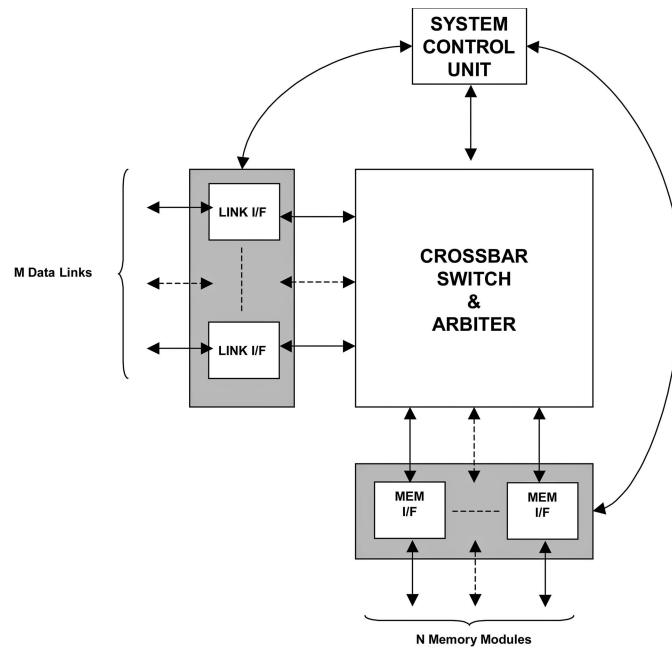 SYSTEM
CONTROL
UNIT
LINK I/F
CROSSBAR
SWITCH
&
ARBITER
M Data Links
LINK I/F
MEM
I/F
MEM
I/F
N Memory Modules